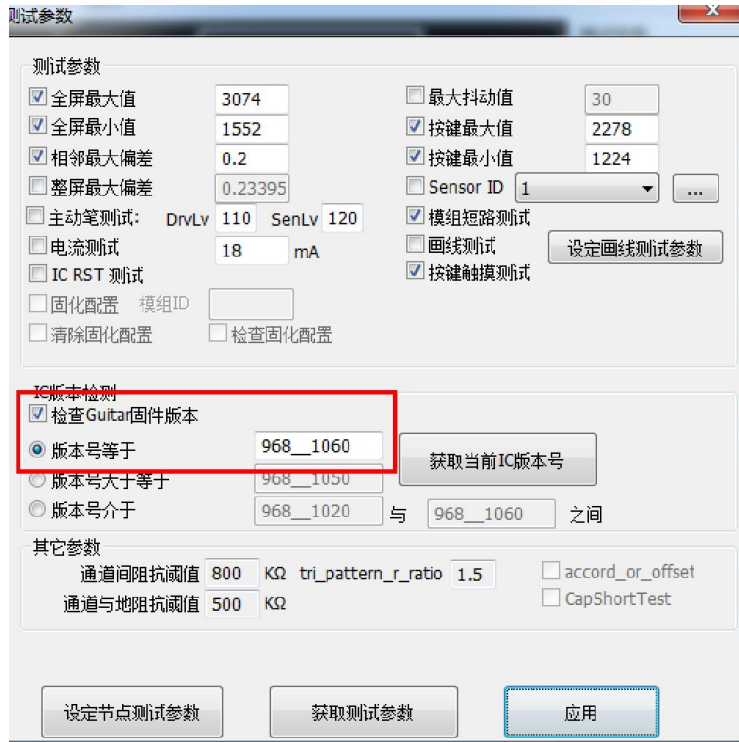 测试参数
测试参数
全屏最大值 3074 最大抖动值 30
全屏最小值 1552 按键最大值 2278
相邻最大偏差 0.2 按键最小值 1224
整屏最大偏差 0.23395 Sensor ID 1 ...
主动笔测试: DrvLv 110 SenLv 120 模组短路测试
电流测试 18 mA 画线测试 设定画线测试参数
IC RST 测试 按键触摸测试
固化配置 模组ID
清除固化配置 检查固化配置
IC版本检测
检查Guitar固件版本
版本号等于 968__1060 获取当前IC版本号
版本号大于等于 968__1050
版本号介于 968__1020 与 968__1060 之间
其它参数
通道间阻抗阈值 800 KΩ tri_pattern_r_ratio 1.5 accord_or_offset
通道与地阻抗阈值 500 KΩ CapShortTest
设定节点测试参数 获取测试参数 应用